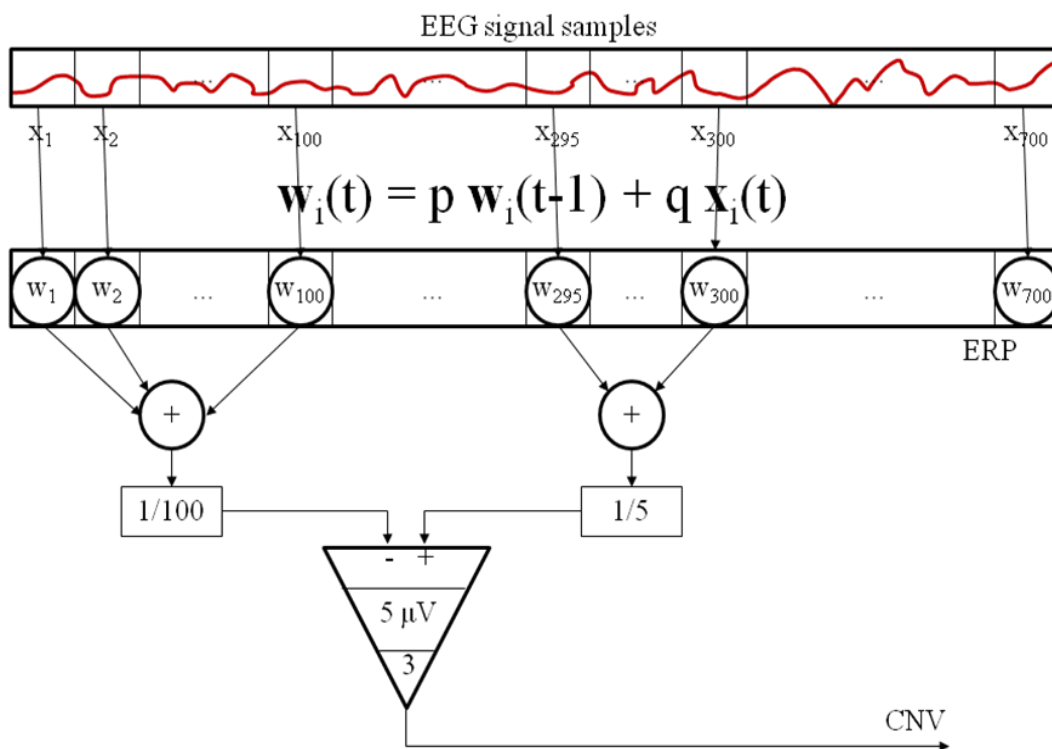 EEG signal samples
... ... ... ... ...
x₁ x₂ x₁₀₀ x₂₉₅ x₃₀₀ x₇₀₀
wᵢ(t) = p wᵢ(t-1) + q xᵢ(t)
w₁ w₂ ... w₁₀₀ ... w₂₉₅ ... w₃₀₀ ... w₇₀₀
ERP
+ +
1/100 1/5
- +
5 μV
3
CNV